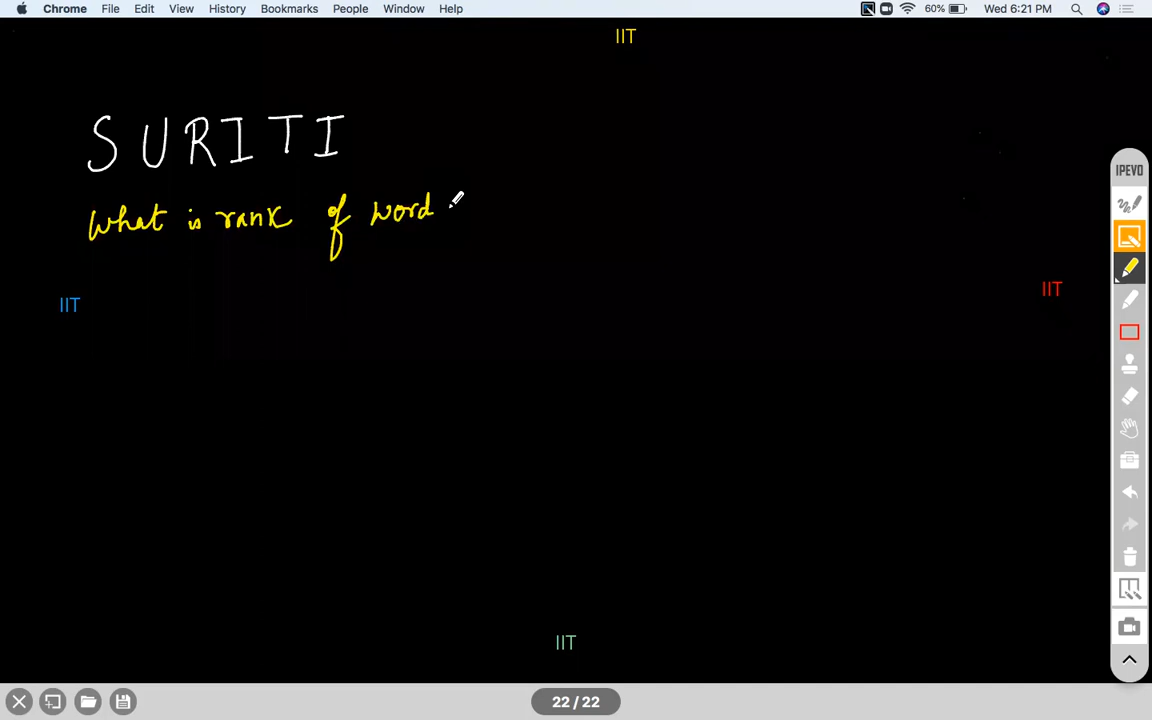 Chrome File Edit View History Bookmarks People Window Help 60% Wed 6:21 PM
IIT
SURITI
IPEVO
What is rank of word
IIT
IIT
IIT
22 / 22